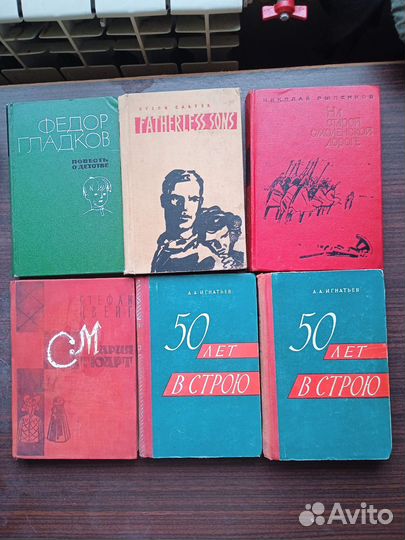 ФЕДОР
ГЛАДКОВ
ПОВЕСТЬ
О ДЕТСТВЕ
FATHERLESS SONS
НИКОЛАЙ РЫЛЕНКОВ
НА
СТАРОЙ
СМОЛЕНСКОЙ
ДОРОГЕ
СТЕФАН
ЦВЕЙГ
МАРИЯ
СТЮАРТ
А. А. ИГНАТЬЕВ
50
ЛЕТ
В СТРОЮ
А. А. ИГНАТЬЕВ
50
ЛЕТ
В СТРОЮ
Avito